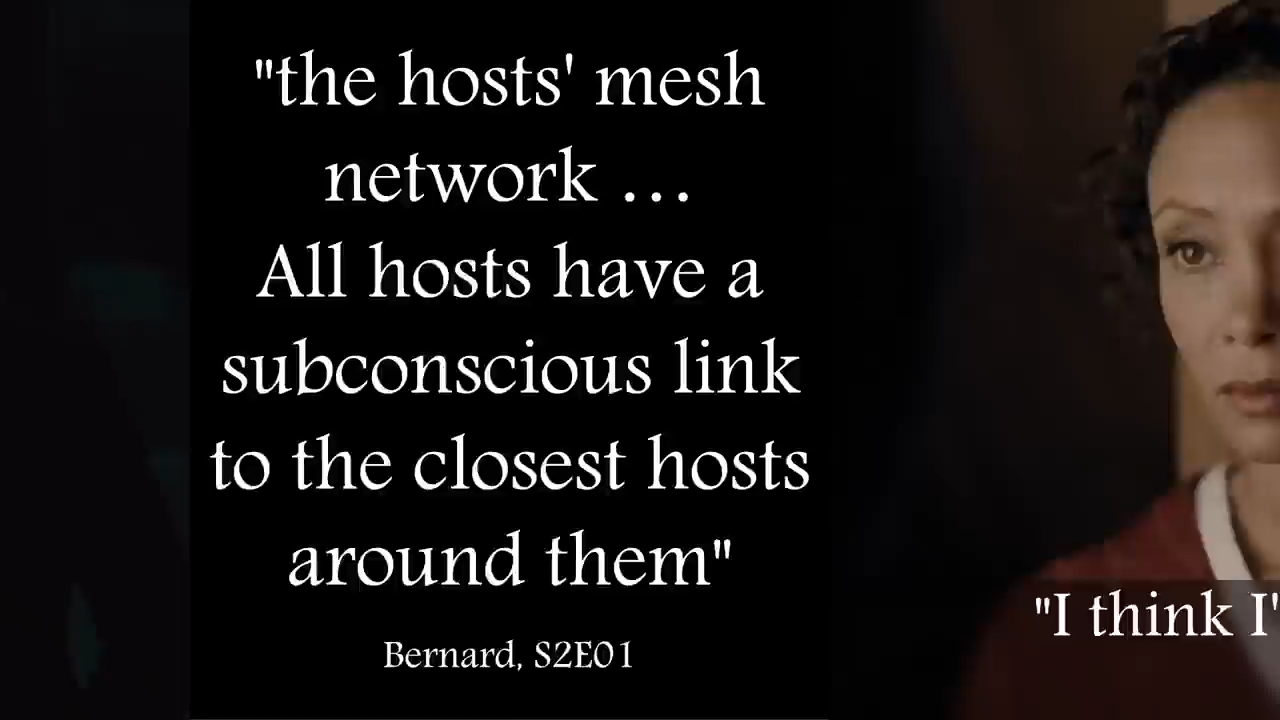 "the hosts' mesh
network …
All hosts have a
subconscious link
to the closest hosts
around them"
Bernard, S2E01
"I think I'